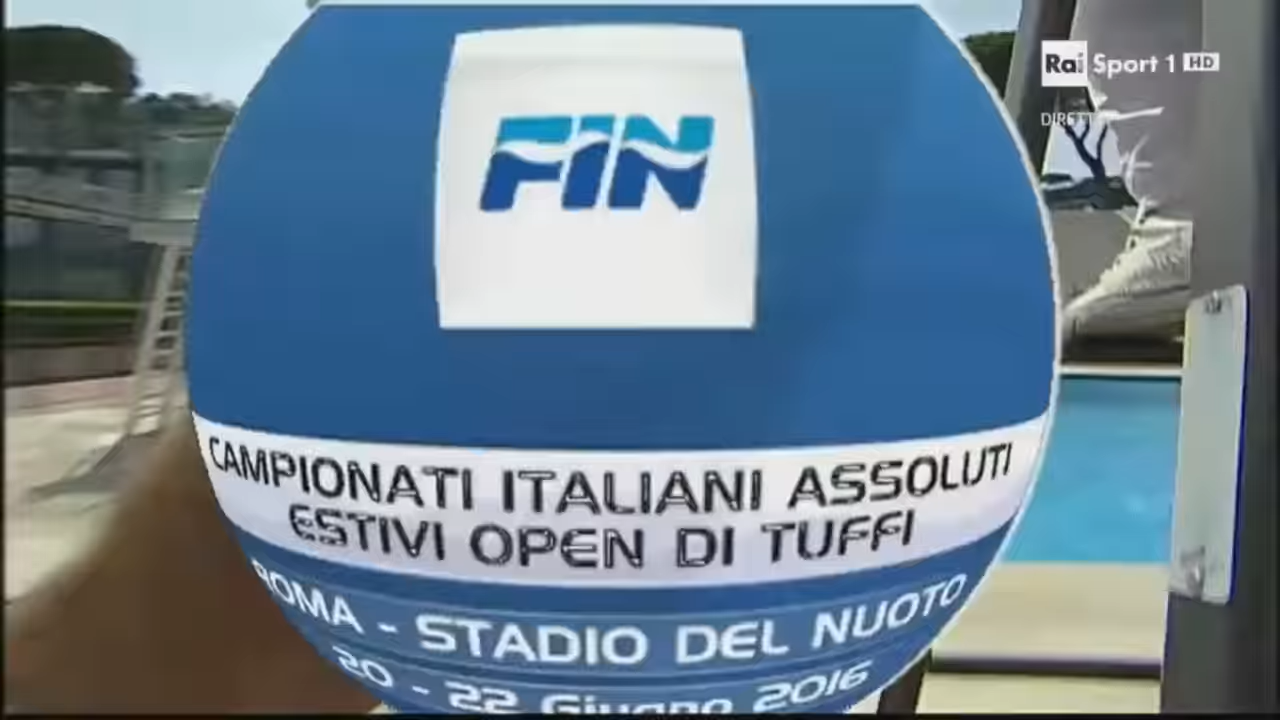 Rai Sport 1 HD
DIRETTA
FIN
CAMPIONATI ITALIANI ASSOLUTI
ESTIVI OPEN DI TUFFI
ROMA - STADIO DEL NUOTO
20 - 22 Giugno 2016